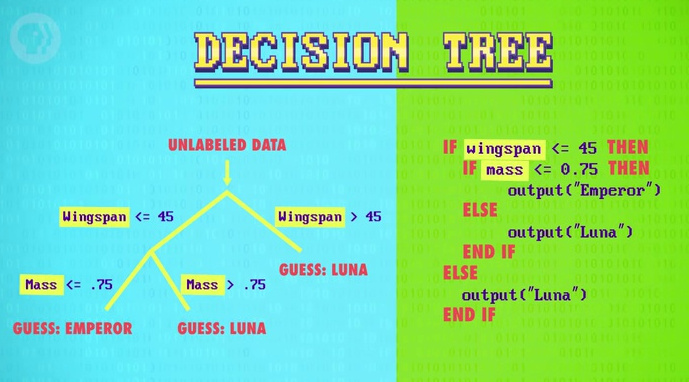 DECISION TREE
UNLABELED DATA
Wingspan <= 45
Wingspan > 45
GUESS: LUNA
Mass <= .75
Mass > .75
GUESS: EMPEROR
GUESS: LUNA
IF wingspan <= 45 THEN
IF mass <= 0.75 THEN
output("Emperor")
ELSE
output("Luna")
END IF
ELSE
output("Luna")
END IF